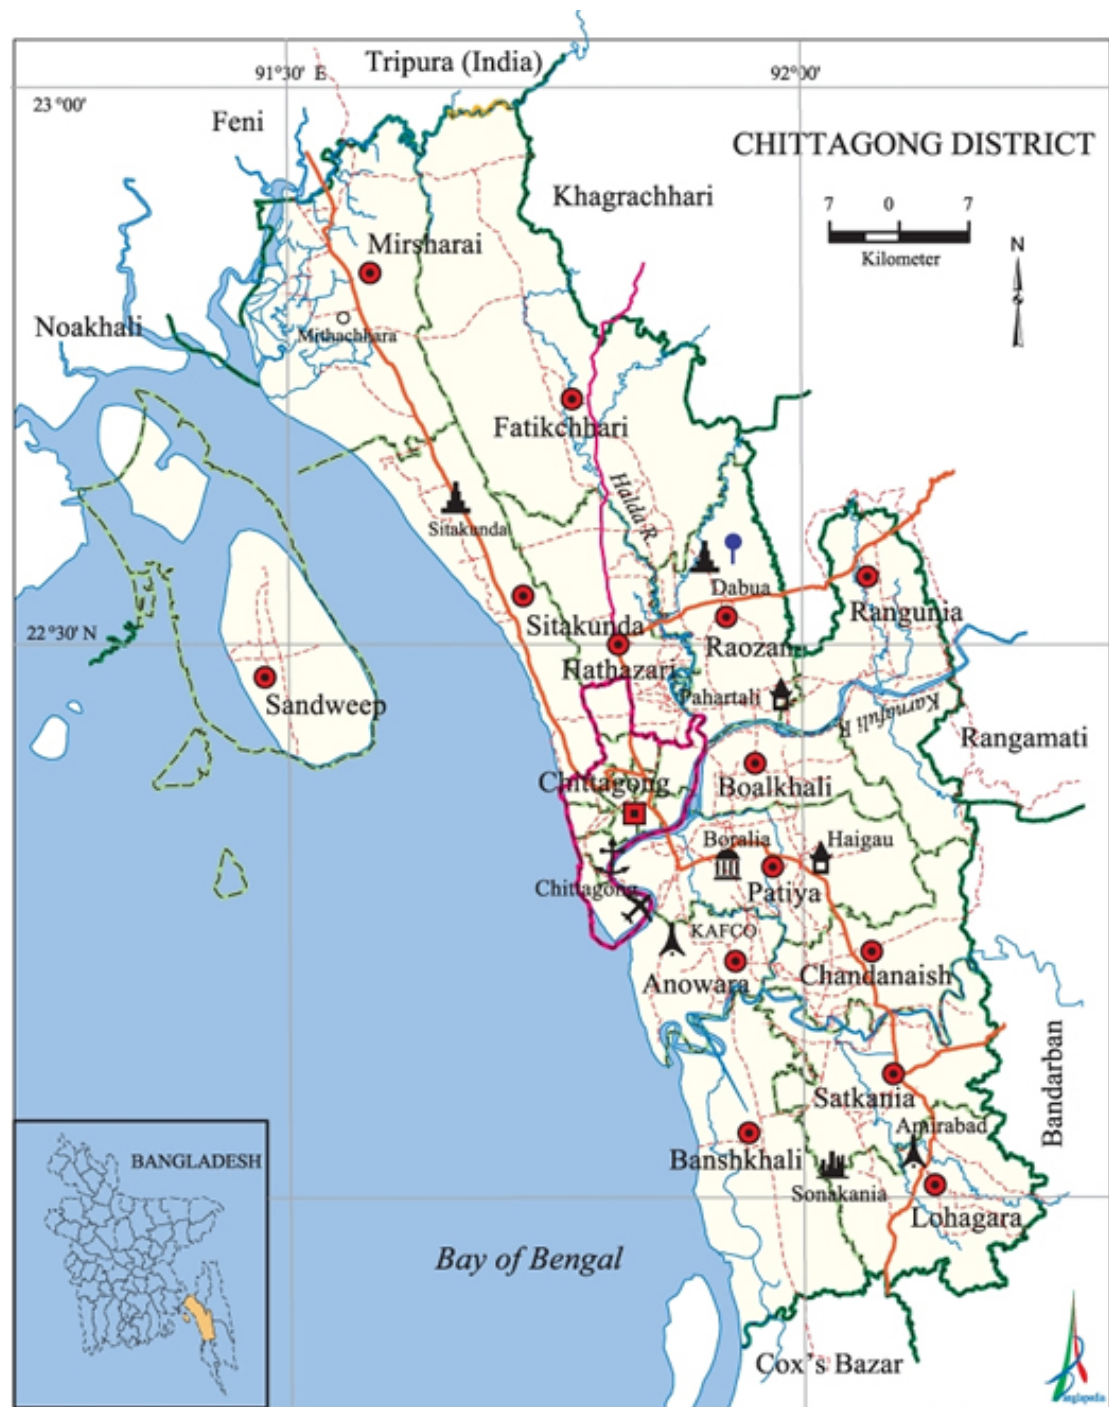 Tripura (India)
91°30' E
92°00'
23°00'
Feni
CHITTAGONG DISTRICT
Khagrachhari
7 0 7
Kilometer
N
Mirsharai
Noakhali
Mithachhara
Fatikchhari
Halda R
Sitakunda
Dabua
Rangunia
Sitakunda
22°30' N
Raozan
Hathazari
Pahartali
Sandweep
Karnafuli R
Rangamati
Chittagong
Boalkhali
Boralia
Haigau
Chittagong
Patiya
KAFCO
Anowara
Chandanaish
Bandarban
Satkania
Amirabad
Banshkhali
BANGLADESH
Sonakania
Lohagara
Bay of Bengal
Cox's Bazar
Banglapedia